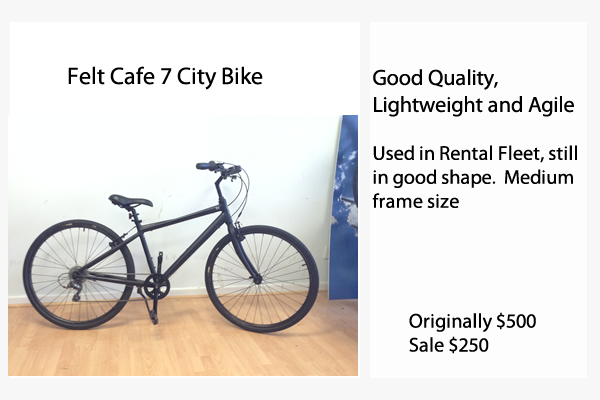 Felt Cafe 7 City Bike
Good Quality,
Lightweight and Agile
Used in Rental Fleet, still
in good shape.  Medium
frame size
Originally $500
Sale $250